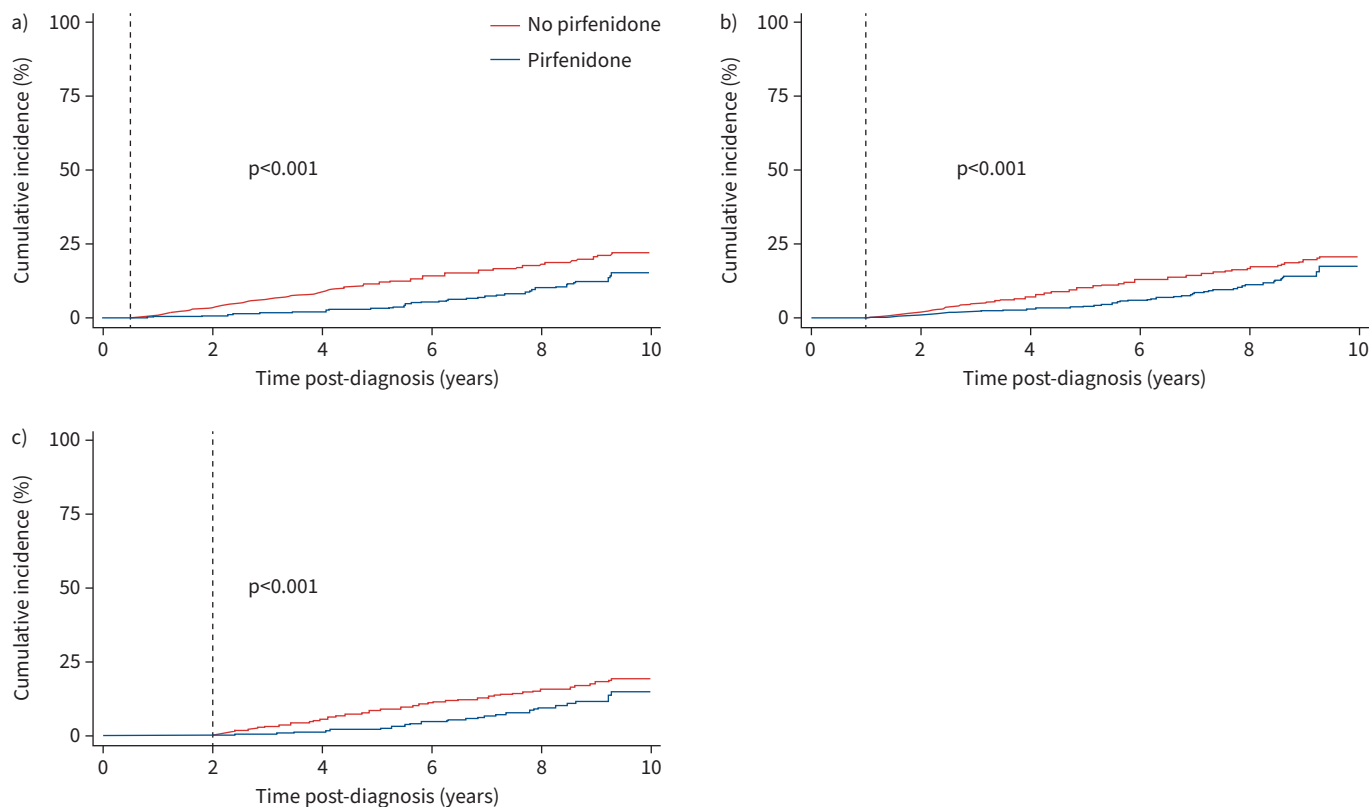 a)
Cumulative incidence (%)
100
75
50
25
0
No pirfenidone
Pirfenidone
p<0.001
0 2 4 6 8 10
Time post-diagnosis (years)
b)
Cumulative incidence (%)
100
75
50
25
0
p<0.001
0 2 4 6 8 10
Time post-diagnosis (years)
c)
Cumulative incidence (%)
100
75
50
25
0
p<0.001
0 2 4 6 8 10
Time post-diagnosis (years)